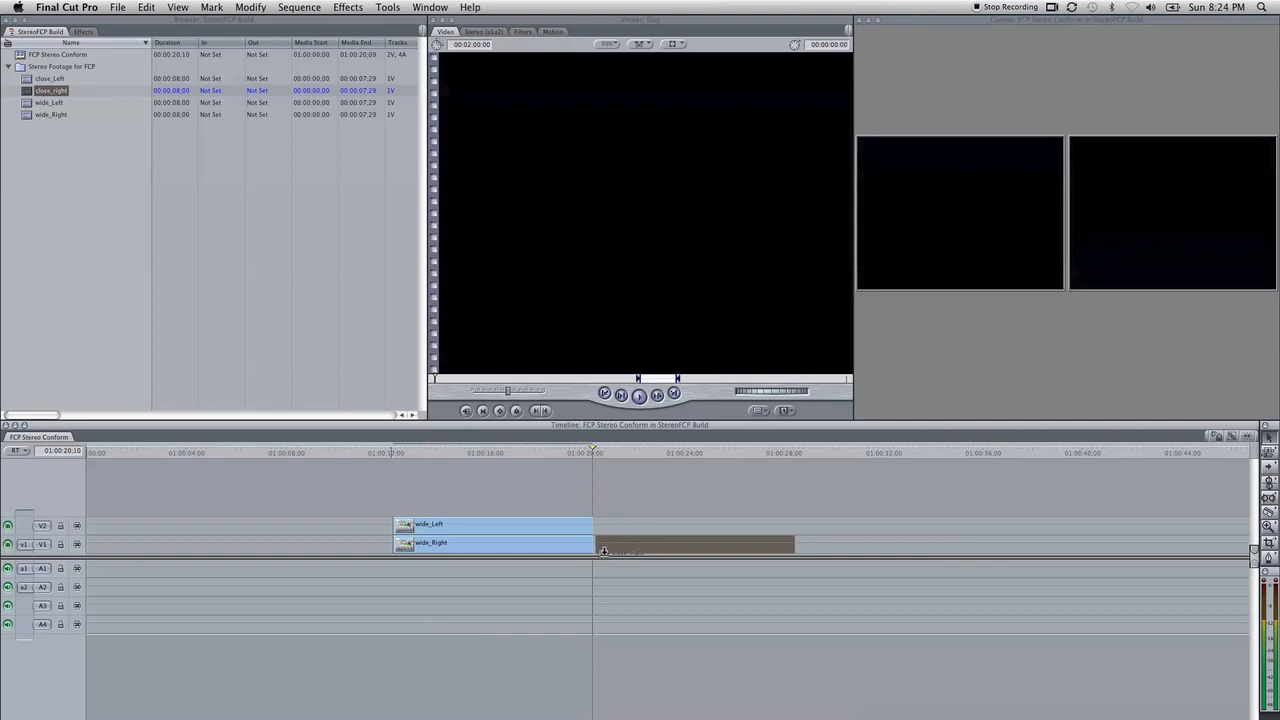 Final Cut Pro File Edit View Mark Modify Sequence Effects Tools Window Help Stop Recording Sun 8:24 PM
Browser: StereoFCP Build
Viewer: Slug
Canvas: FCP Stereo Conform in StereoFCP Build
StereoFCP Build Effects
Name Duration In Out Media Start Media End Tracks
FCP Stereo Conform 00:00:20;10 Not Set Not Set 01:00:00;00 01:00:20;09 2V, 4A
Stereo Footage for FCP
close_Left 00:00:08;00 Not Set Not Set 00:00:00;00 00:00:07;29 1V
close_right 00:00:08;00 Not Set Not Set 00:00:00;00 00:00:07;29 1V
wide_Left 00:00:08;00 Not Set Not Set 00:00:00;00 00:00:07;29 1V
wide_Right 00:00:08;00 Not Set Not Set 00:00:00;00 00:00:07;29 1V
Video Stereo (a1a2) Filters Motion
00:02:00;00 99% 00:00:00;00
Timeline: FCP Stereo Conform in StereoFCP Build
FCP Stereo Conform
RT 01:00:20;10 00;00 01:00:04;00 01:00:08;00 01:00:12;00 01:00:16;00 01:00:20;00 01:00:24;00 01:00:28;00 01:00:32;00 01:00:36;00 01:00:40;00 01:00:44;00
V2 wide_Left
v1 V1 wide_Right
a1 A1
a2 A2
A3
A4